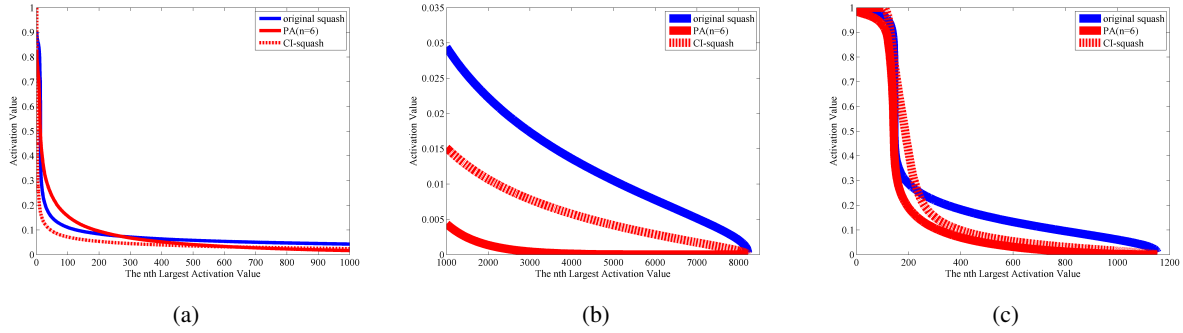 1
0.9
0.8
0.7
0.6
0.5
0.4
0.3
0.2
0.1
0
Activation Value
0 100 200 300 400 500 600 700 800 900 1000
The nth Largest Activation Value
original squash
PA(n=6)
CI-squash
(a)
0.035
0.03
0.025
0.02
0.015
0.01
0.005
0
Activation Value
1000 2000 3000 4000 5000 6000 7000 8000
The nth Largest Activation Value
original squash
PA(n=6)
CI-squash
(b)
1
0.9
0.8
0.7
0.6
0.5
0.4
0.3
0.2
0.1
0
Activation Value
0 200 400 600 800 1000 1200
The nth Largest Activation Value
original squash
PA(n=6)
CI-squash
(c)